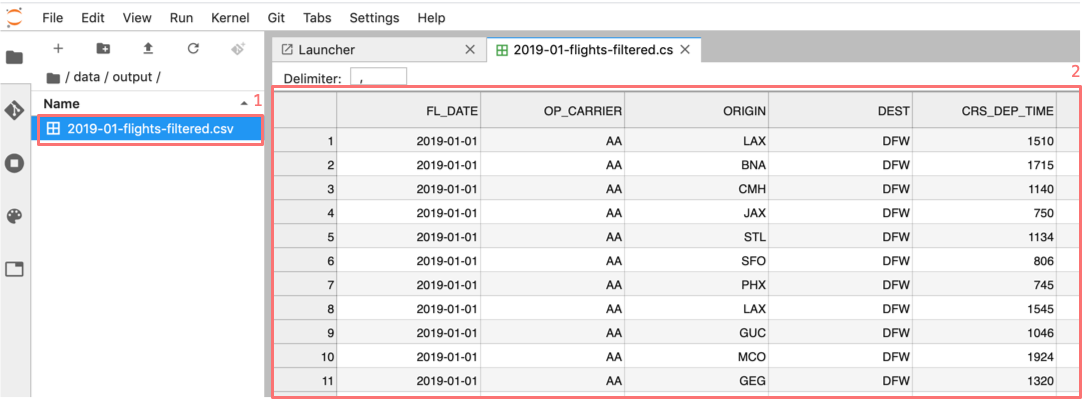 File Edit View Run Kernel Git Tabs Settings Help
Launcher
2019-01-flights-filtered.cs
/ data / output /
Delimiter: ,
2
Name
1
2019-01-flights-filtered.csv
FL_DATE OP_CARRIER ORIGIN DEST CRS_DEP_TIME
1 2019-01-01 AA LAX DFW 1510
2 2019-01-01 AA BNA DFW 1715
3 2019-01-01 AA CMH DFW 1140
4 2019-01-01 AA JAX DFW 750
5 2019-01-01 AA STL DFW 1134
6 2019-01-01 AA SFO DFW 806
7 2019-01-01 AA PHX DFW 745
8 2019-01-01 AA LAX DFW 1545
9 2019-01-01 AA GUC DFW 1046
10 2019-01-01 AA MCO DFW 1924
11 2019-01-01 AA GEG DFW 1320